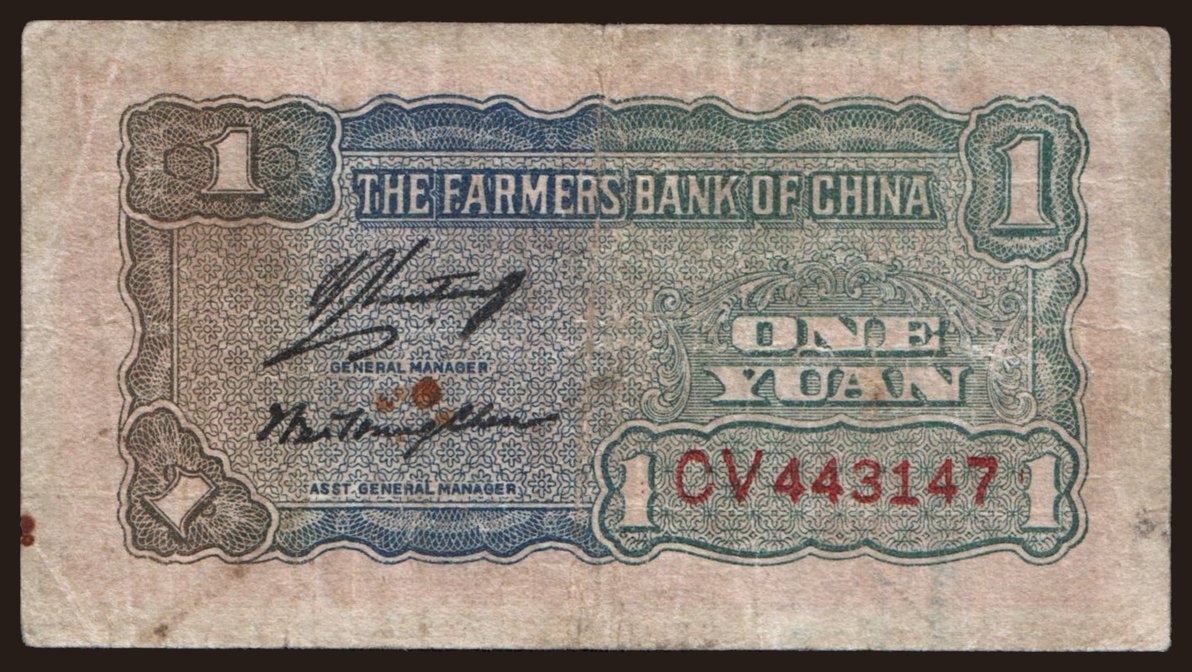 1 1
THE FARMERS BANK OF CHINA
ONE
YUAN
GENERAL MANAGER
ASST. GENERAL MANAGER
1 CV443147 1